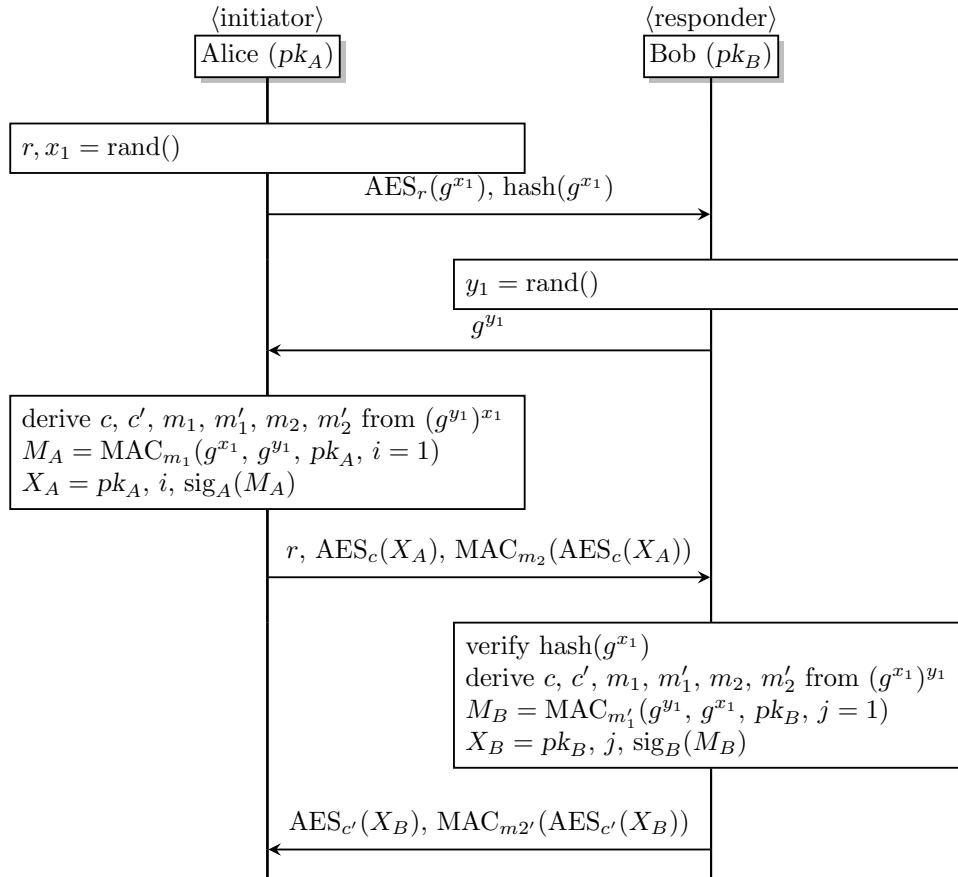 ⟨initiator⟩ ⟨responder⟩
Alice (pk_A) Bob (pk_B)
r, x_1 = rand()
AES_r(g^{x_1}), hash(g^{x_1})
y_1 = rand()
g^{y_1}
derive c, c′, m_1, m′_1, m_2, m′_2 from (g^{y_1})^{x_1}
M_A = MAC_{m_1}(g^{x_1}, g^{y_1}, pk_A, i = 1)
X_A = pk_A, i, sig_A(M_A)
r, AES_c(X_A), MAC_{m_2}(AES_c(X_A))
verify hash(g^{x_1})
derive c, c′, m_1, m′_1, m_2, m′_2 from (g^{x_1})^{y_1}
M_B = MAC_{m′_1}(g^{y_1}, g^{x_1}, pk_B, j = 1)
X_B = pk_B, j, sig_B(M_B)
AES_{c′}(X_B), MAC_{m2′}(AES_{c′}(X_B))